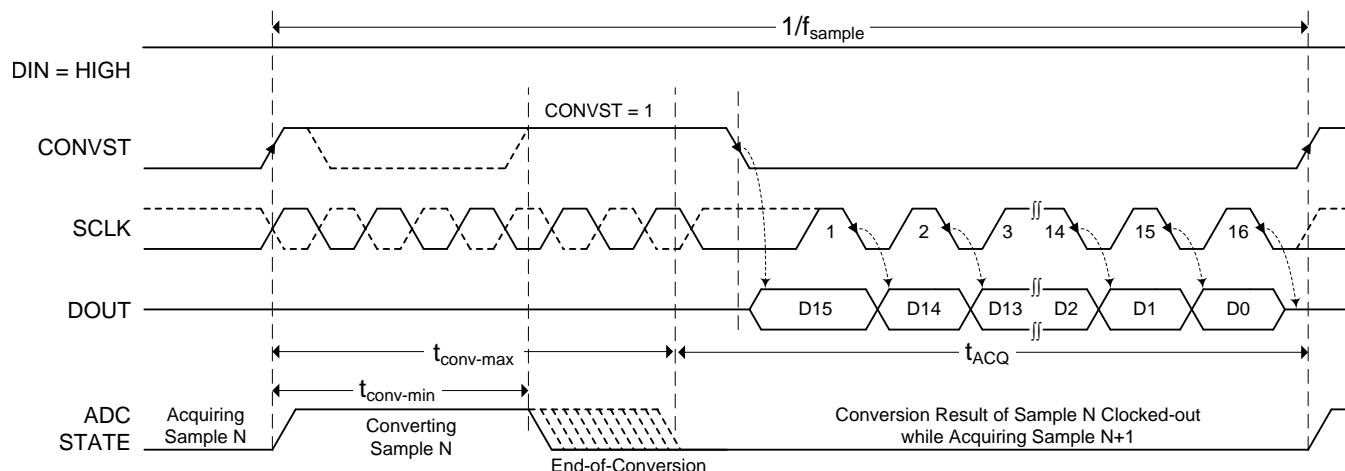 1/fsample
DIN = HIGH
CONVST = 1
CONVST
SCLK
1 2 3 14 15 16
DOUT
D15 D14 D13 D2 D1 D0
tconv-max
tACQ
tconv-min
ADC
STATE
Acquiring
Sample N
Converting
Sample N
End-of-Conversion
Conversion Result of Sample N Clocked-out
while Acquiring Sample N+1